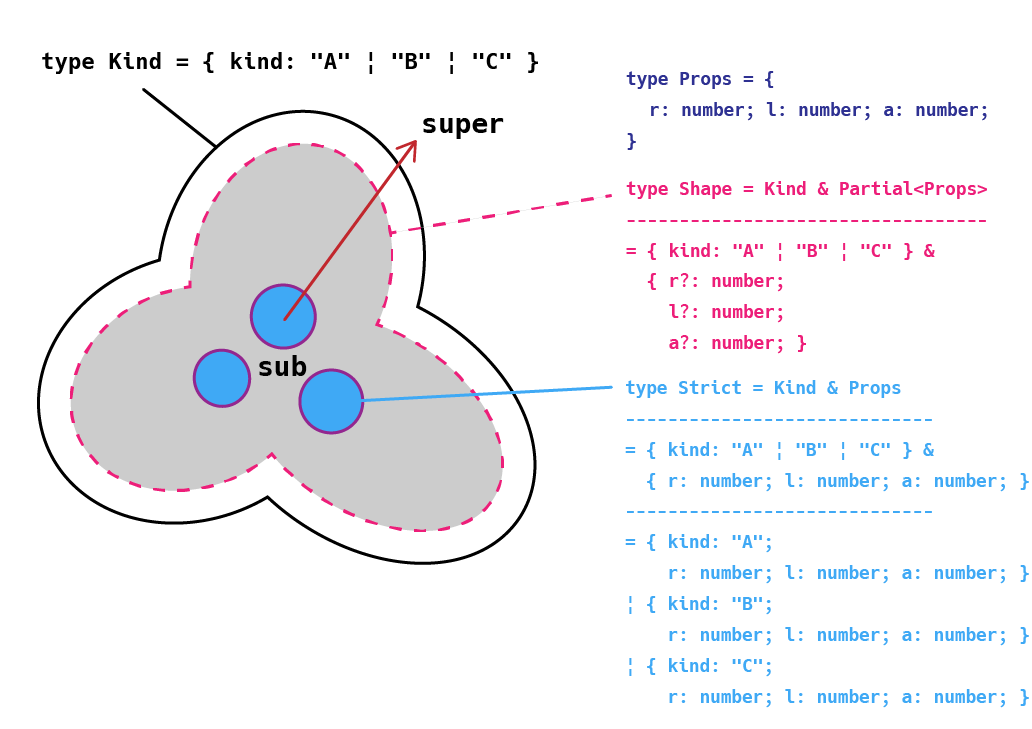 type Kind = { kind: "A" ¦ "B" ¦ "C" }
super
sub
type Props = {
r: number; l: number; a: number;
}
type Shape = Kind & Partial<Props>
----------------------------------
= { kind: "A" ¦ "B" ¦ "C" } &
{ r?: number;
l?: number;
a?: number; }
type Strict = Kind & Props
-----------------------------
= { kind: "A" ¦ "B" ¦ "C" } &
{ r: number; l: number; a: number; }
-----------------------------
= { kind: "A";
r: number; l: number; a: number; }
¦ { kind: "B";
r: number; l: number; a: number; }
¦ { kind: "C";
r: number; l: number; a: number; }